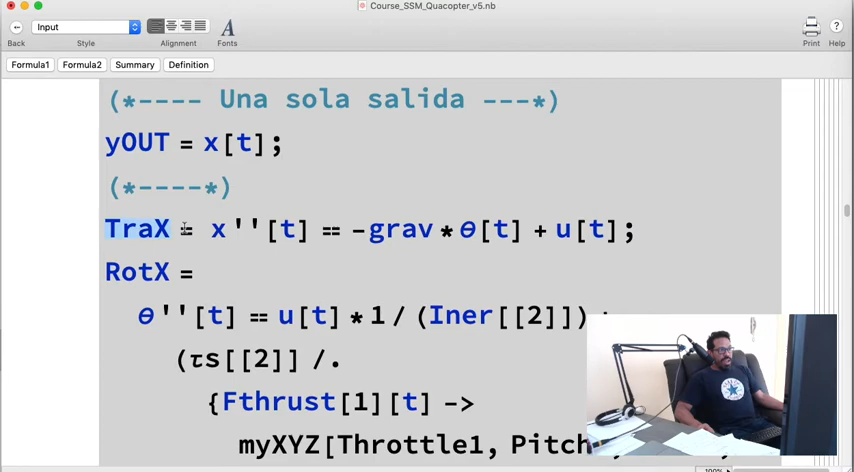 Course_SSM_Quacopter_v5.nb
Input
Back Style Alignment Fonts Print Help
Formula1 Formula2 Summary Definition
(*---- Una sola salida ---*)
yOUT = x[t];
(*----*)
TraX = x''[t] == -grav*θ[t] + u[t];
RotX =
θ''[t] == u[t]*1/(Iner[[2]])
(τs[[2]] /.
{Fthrust[1][t] ->
myXYZ[Throttle1, Pitch
100%